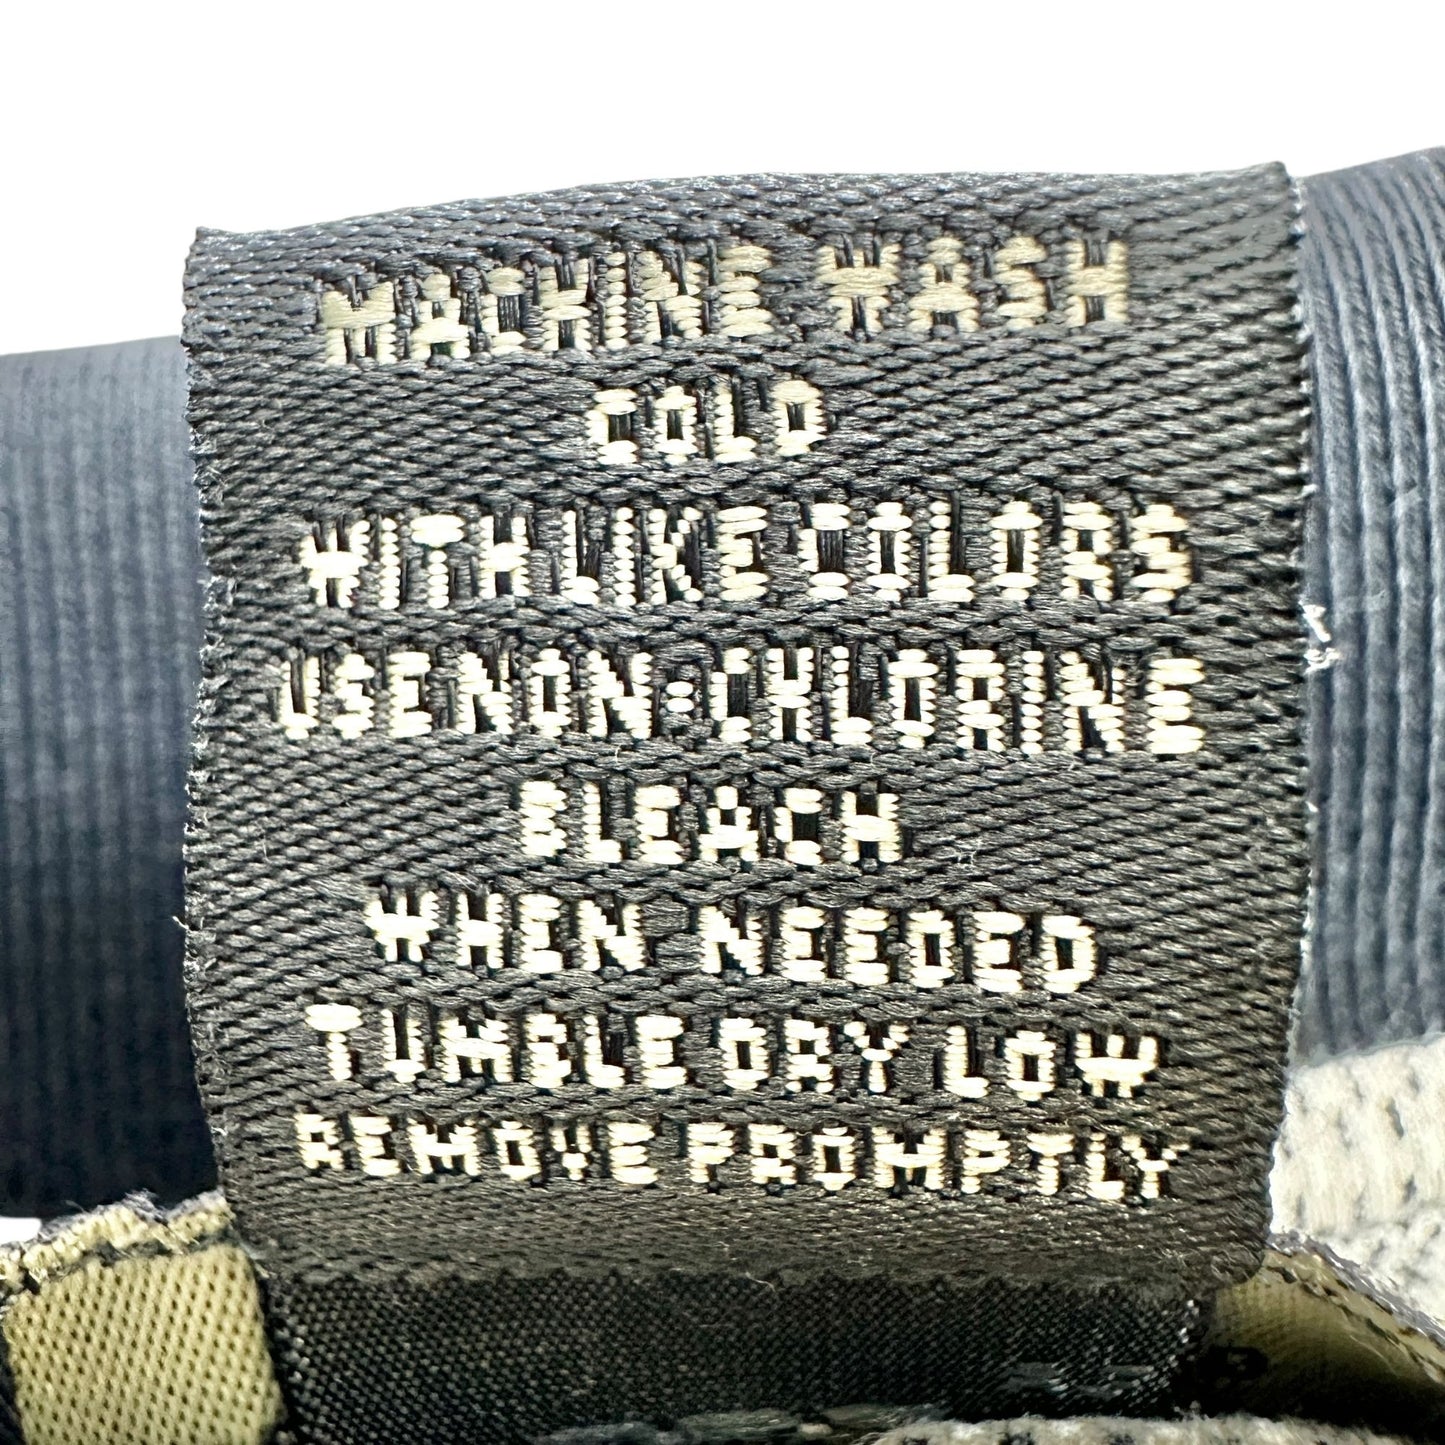 MACHINE WASH
COLD
WITH LIKE COLORS
USE NON-CHLORINE
BLEACH
WHEN NEEDED
TUMBLE DRY LOW
REMOVE PROMPTLY